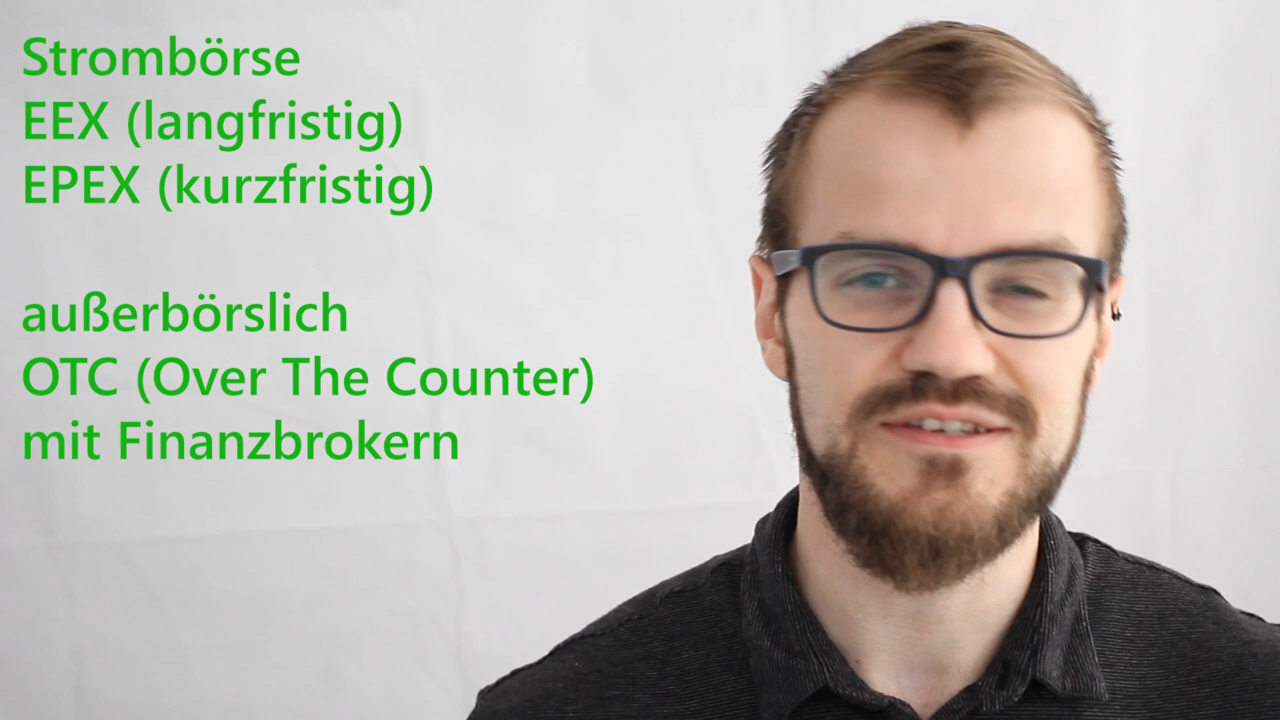 Strombörse
EEX (langfristig)
EPEX (kurzfristig)
außerbörslich
OTC (Over The Counter)
mit Finanzbrokern